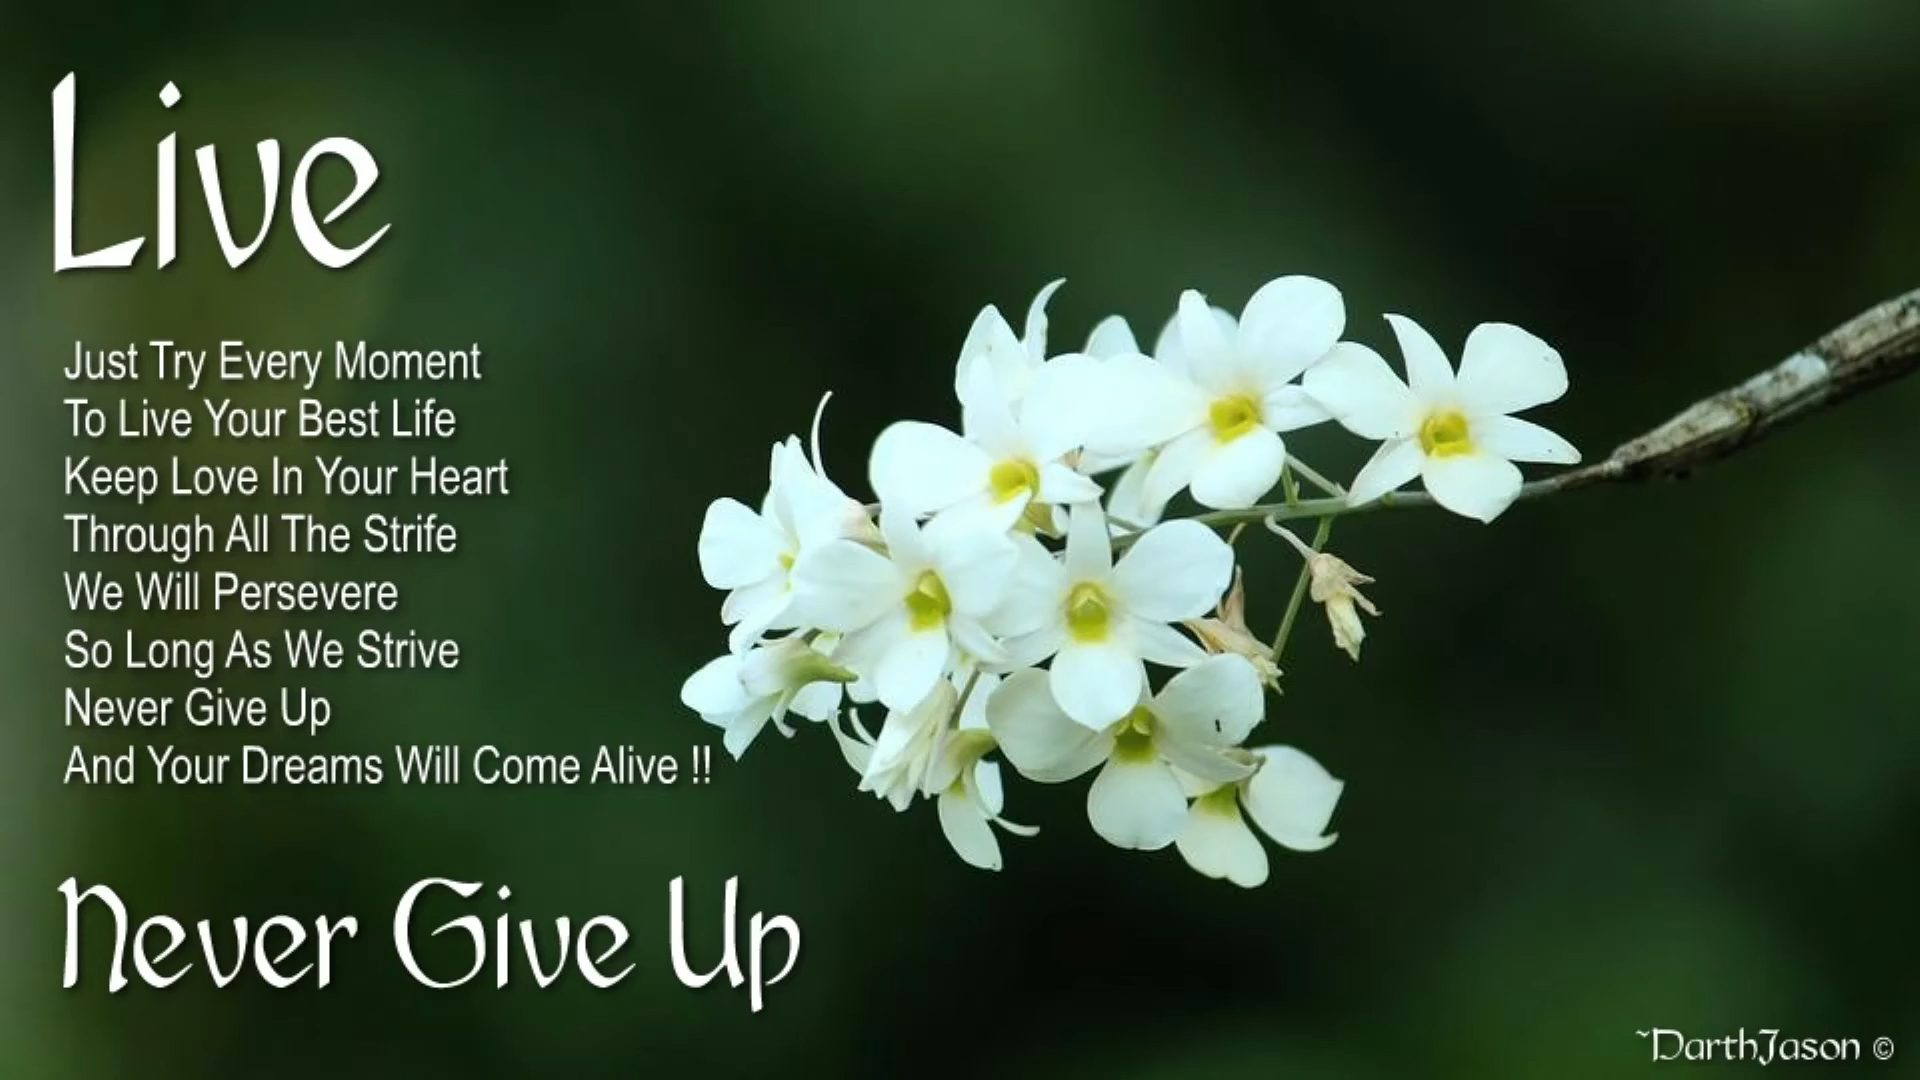 Live
Just Try Every Moment
To Live Your Best Life
Keep Love In Your Heart
Through All The Strife
We Will Persevere
So Long As We Strive
Never Give Up
And Your Dreams Will Come Alive !!
Never Give Up
~DarthJason ©